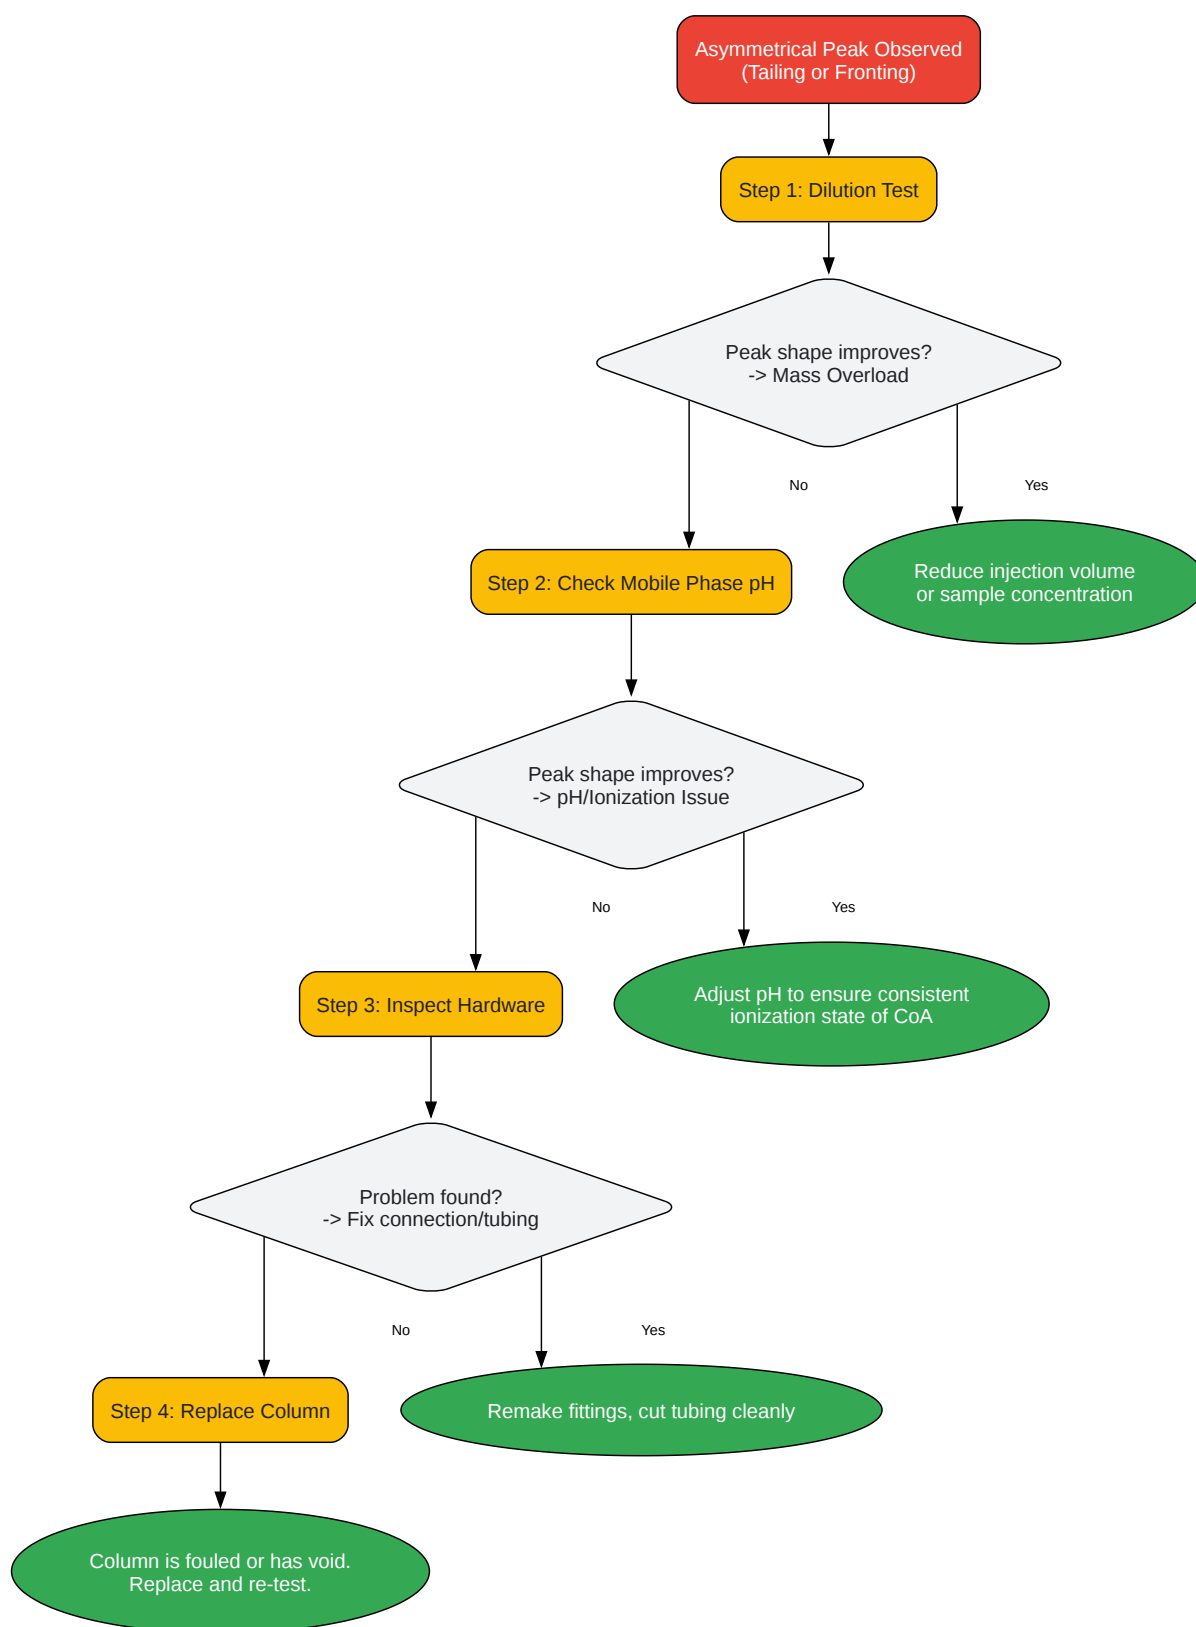 Asymmetrical Peak Observed
(Tailing or Fronting)
Step 1: Dilution Test
Peak shape improves?
-> Mass Overload
No
Yes
Step 2: Check Mobile Phase pH
Reduce injection volume
or sample concentration
Peak shape improves?
-> pH/Ionization Issue
No
Yes
Step 3: Inspect Hardware
Adjust pH to ensure consistent
ionization state of CoA
Problem found?
-> Fix connection/tubing
No
Yes
Step 4: Replace Column
Remake fittings, cut tubing cleanly
Column is fouled or has void.
Replace and re-test.